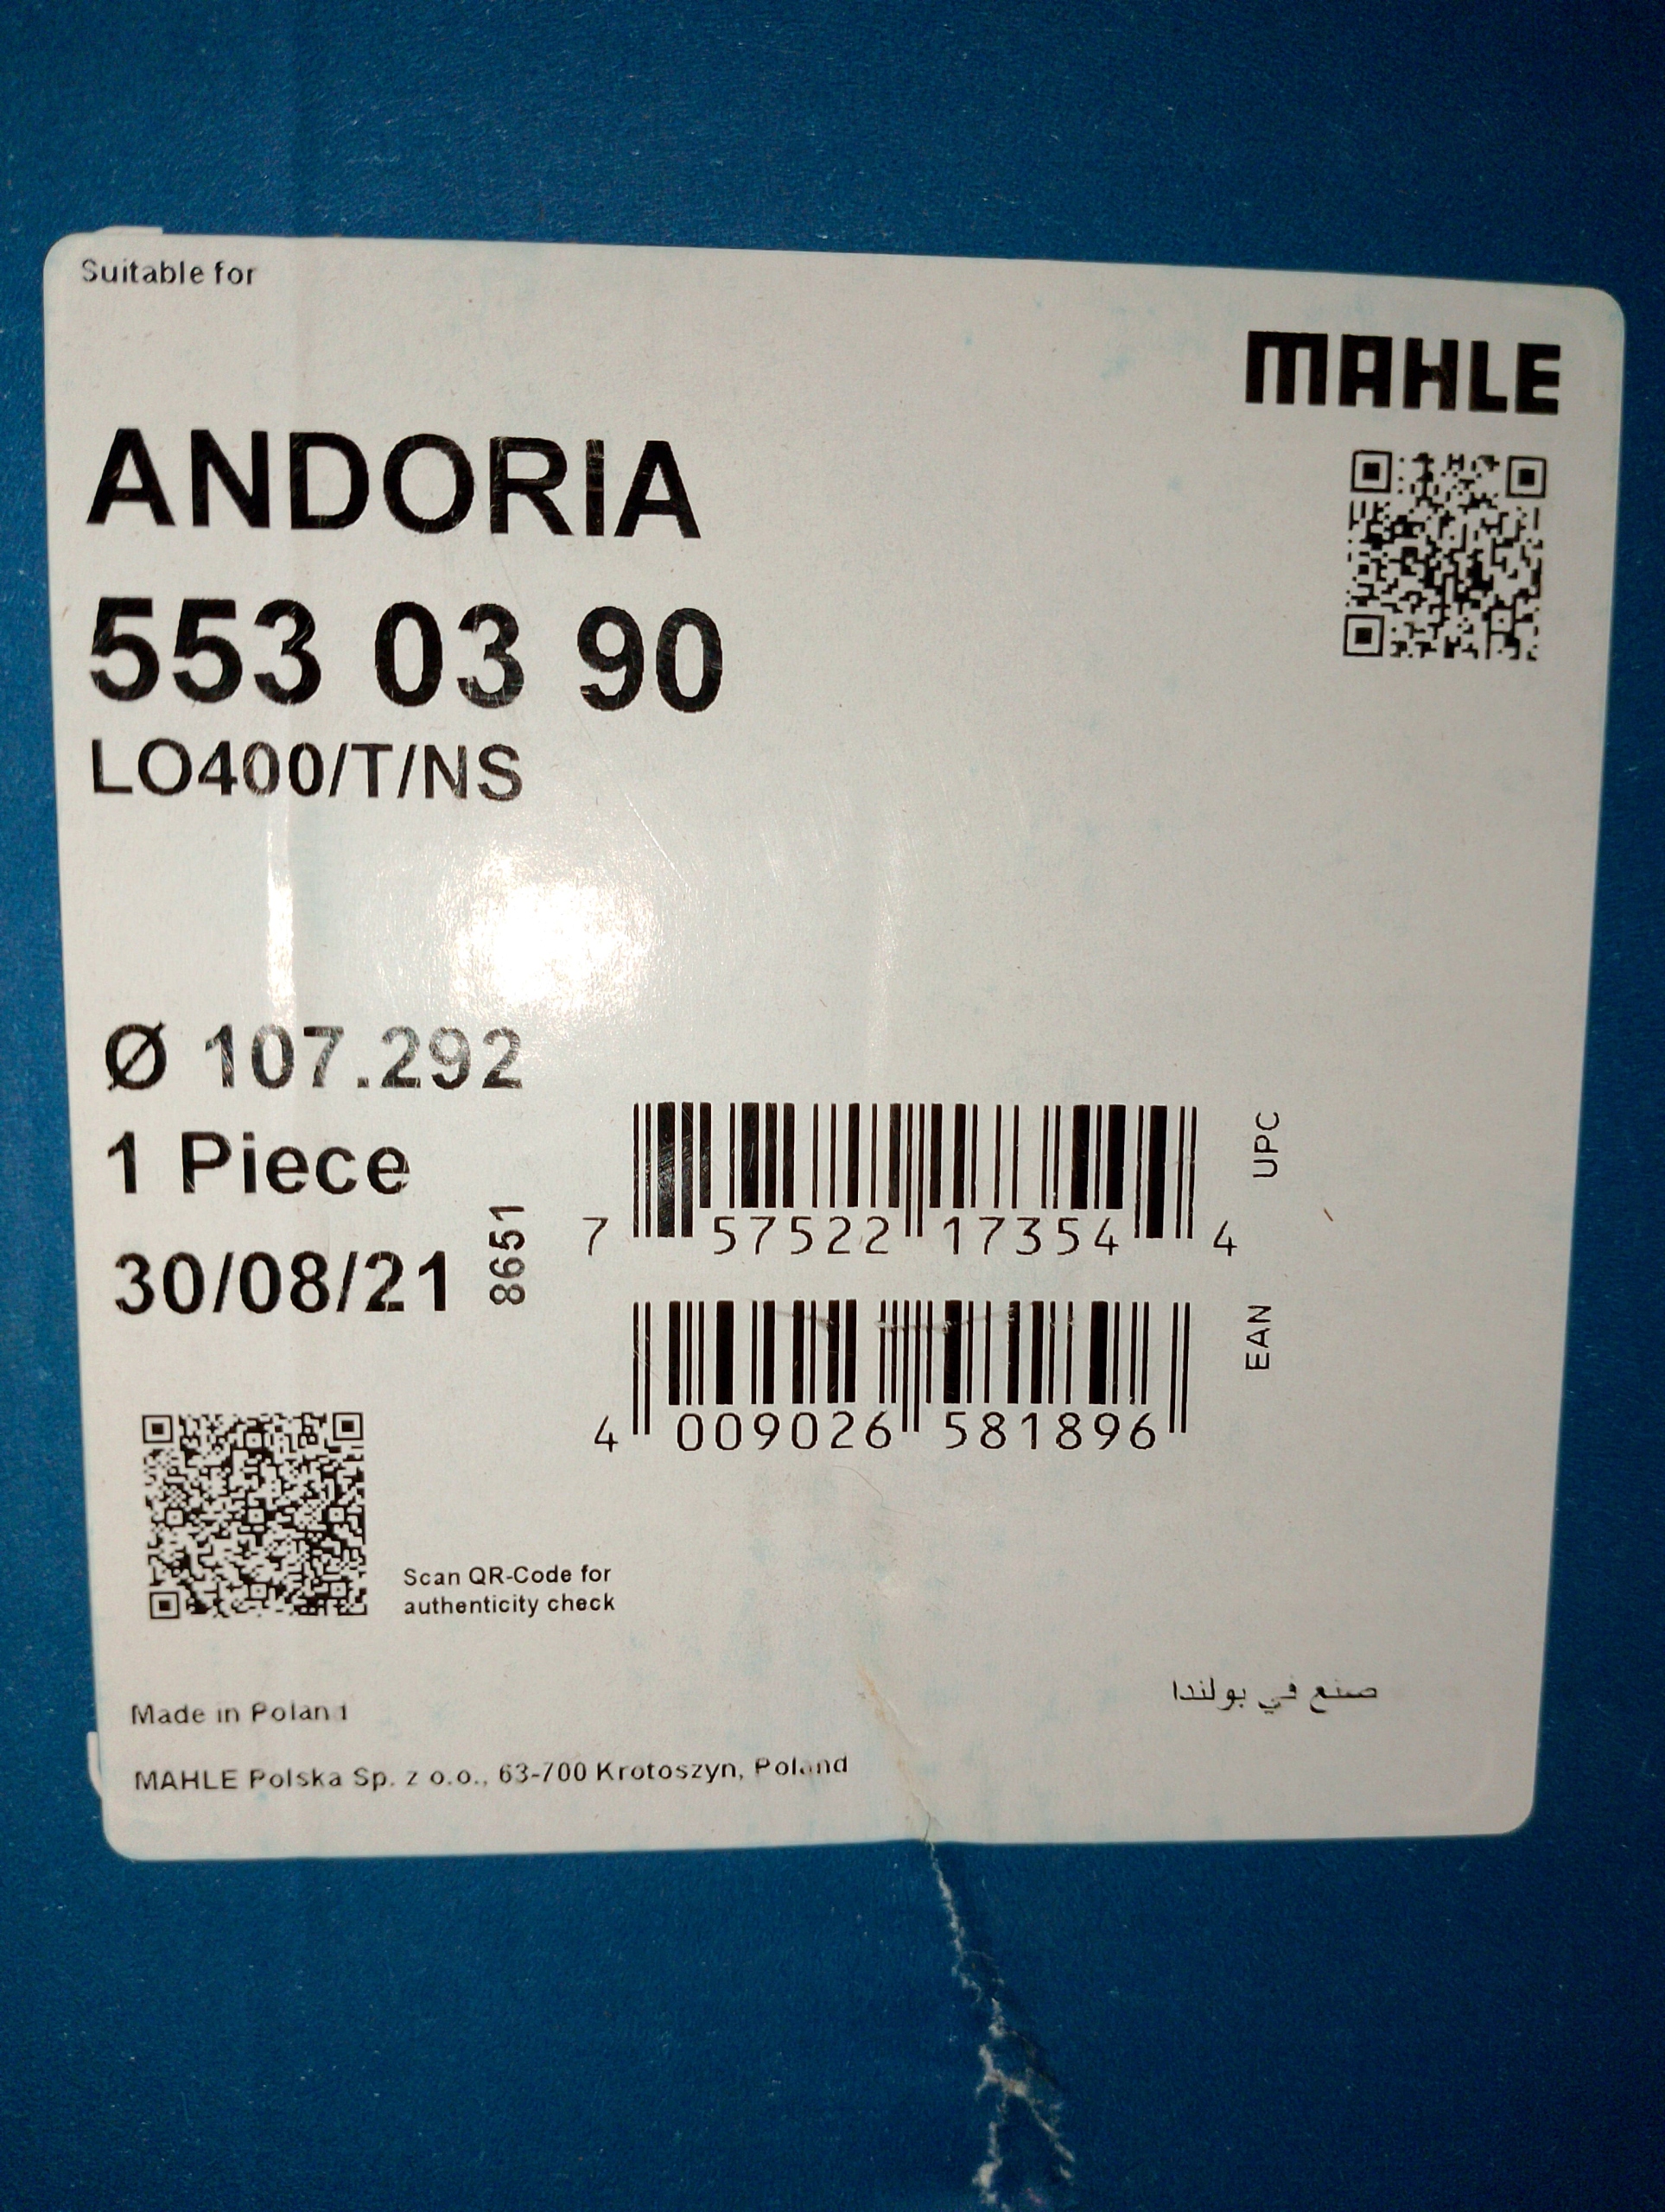 Suitable for
MAHLE
ANDORIA
553 03 90
LO400/T/NS
Ø 107.292
1 Piece
30/08/21
8651
7 57522 17354 4
UPC
4 009026 581896
EAN
Scan QR-Code for
authenticity check
Made in Poland
صنع في بولندا
MAHLE Polska Sp. z o.o., 63-700 Krotoszyn, Poland